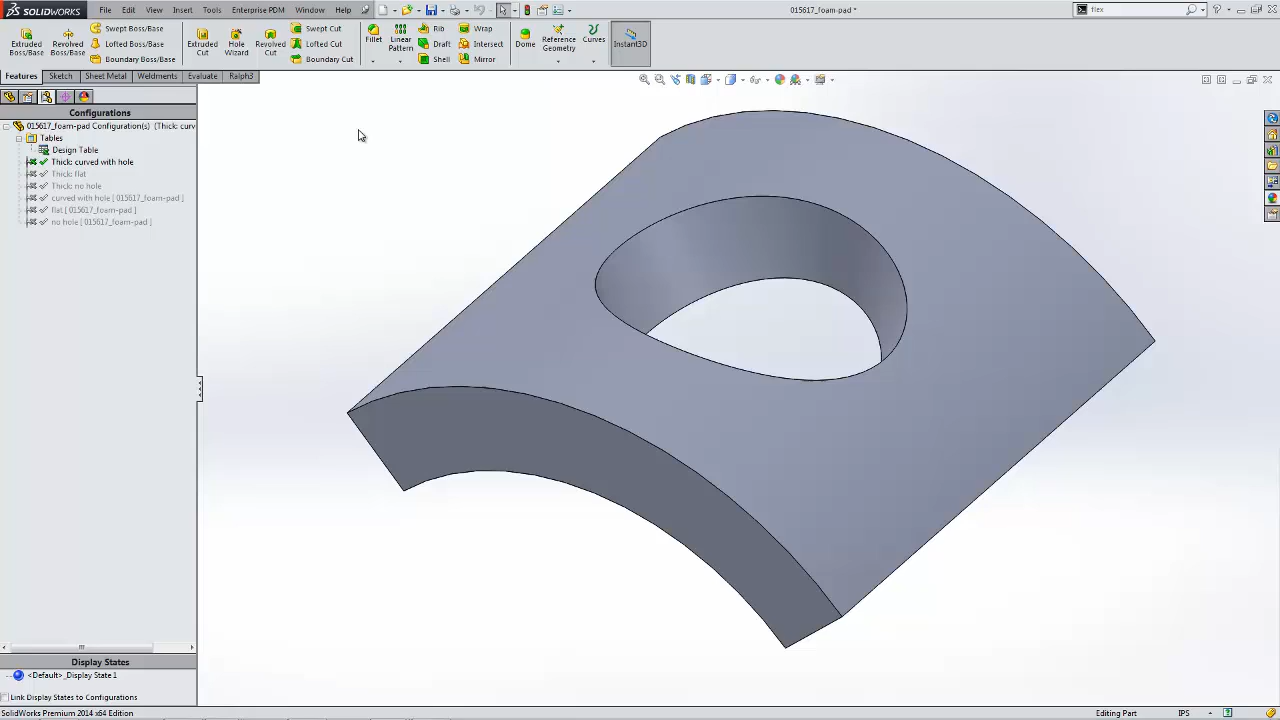 SOLIDWORKS File Edit View Insert Tools Enterprise PDM Window Help 015617_foam-pad * flex
Extruded Boss/Base
Revolved Boss/Base
Swept Boss/Base
Lofted Boss/Base
Boundary Boss/Base
Extruded Cut
Hole Wizard
Revolved Cut
Swept Cut
Lofted Cut
Boundary Cut
Fillet
Linear Pattern
Rib
Draft
Shell
Wrap
Intersect
Mirror
Dome
Reference Geometry
Curves
Instant3D
Features Sketch Sheet Metal Weldments Evaluate Ralph3
Configurations
015617_foam-pad Configuration(s) (Thick: curv
Tables
Design Table
Thick: curved with hole
Thick: flat
Thick: no hole
curved with hole [ 015617_foam-pad ]
flat [ 015617_foam-pad ]
no hole [ 015617_foam-pad ]
Display States
<Default>_Display State 1
Link Display States to Configurations
SolidWorks Premium 2014 x64 Edition Editing Part IPS